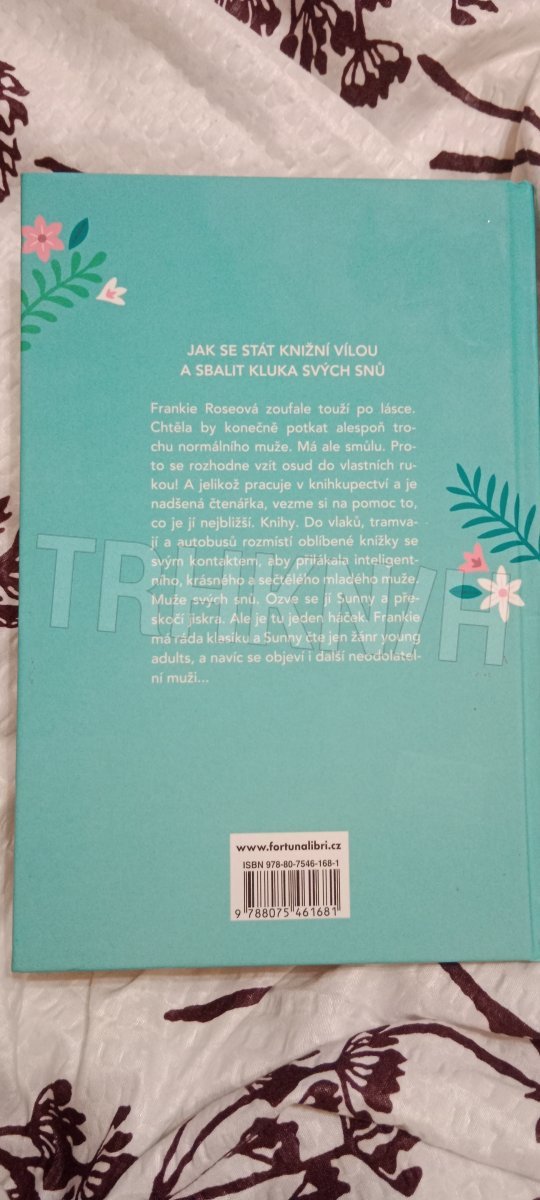 JAK SE STÁT KNIŽNÍ VÍLOU
A SBALIT KLUKA SVÝCH SNŮ
Frankie Roseová zoufale touží po lásce.
Chtěla by konečně potkat alespoň tro-
chu normálního muže. Má ale smůlu. Pro-
to se rozhodne vzít osud do vlastních ru-
kou! A jelikož pracuje v knihkupectví a je
nadšená čtenářka, vezme si na pomoc to,
co je jí nejbližší. Knihy. Do vlaků, tramva-
jí a autobusů rozmístí oblíbené knížky se
svým kontaktem, aby přilákala inteligent-
ního, krásného a sečtělého mladého muže.
Muže svých snů. Ozve se jí Sunny a pře-
skočí jiskra. Ale je tu jeden háček. Frankie
má ráda klasiku a Sunny čte jen žánr young
adults, a navíc se objeví i další neodolatel-
ní muži...
TRHKNIH
www.fortunalibri.cz
ISBN 978-80-7546-168-1
9 788075 461681